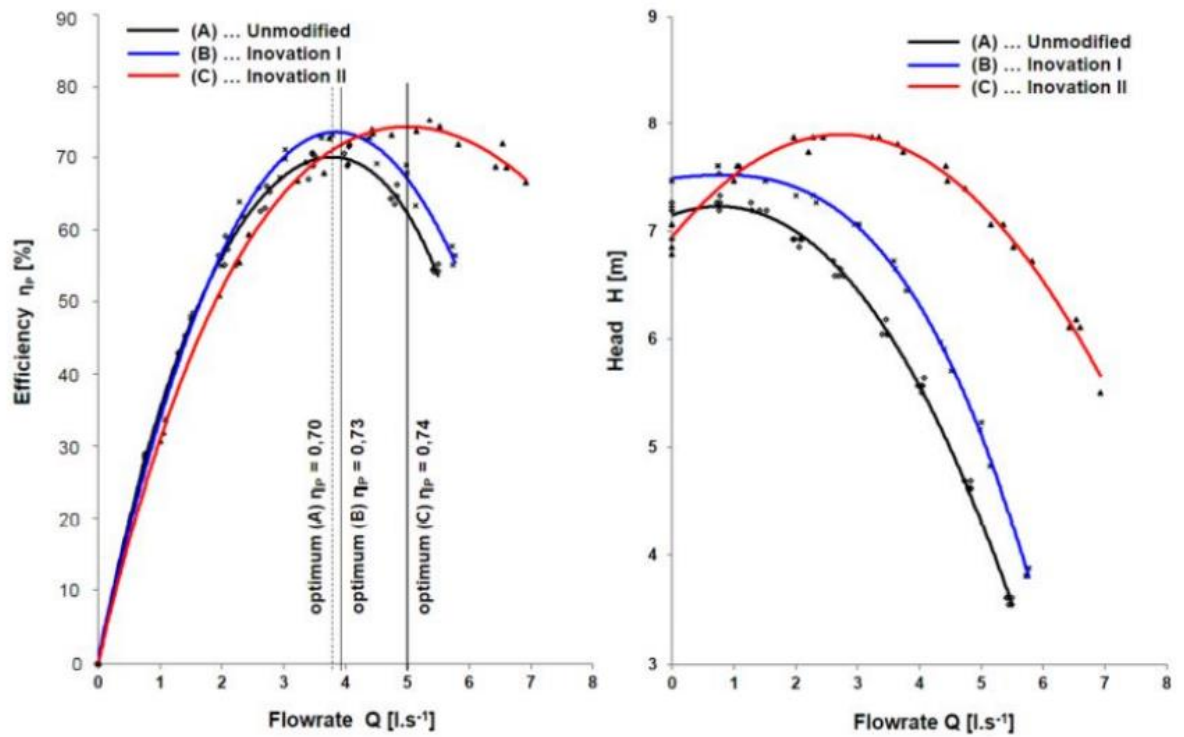 (A) ... Unmodified
(B) ... Inovation I
(C) ... Inovation II
Efficiency ηP [%]
90
80
70
60
50
40
30
20
10
0
optimum (A) ηP = 0,70
optimum (B) ηP = 0,73
optimum (C) ηP = 0,74
0 1 2 3 4 5 6 7 8
Flowrate Q [l.s⁻¹]
(A) ... Unmodified
(B) ... Inovation I
(C) ... Inovation II
Head H [m]
9
8
7
6
5
4
3
0 1 2 3 4 5 6 7 8
Flowrate Q [l.s⁻¹]